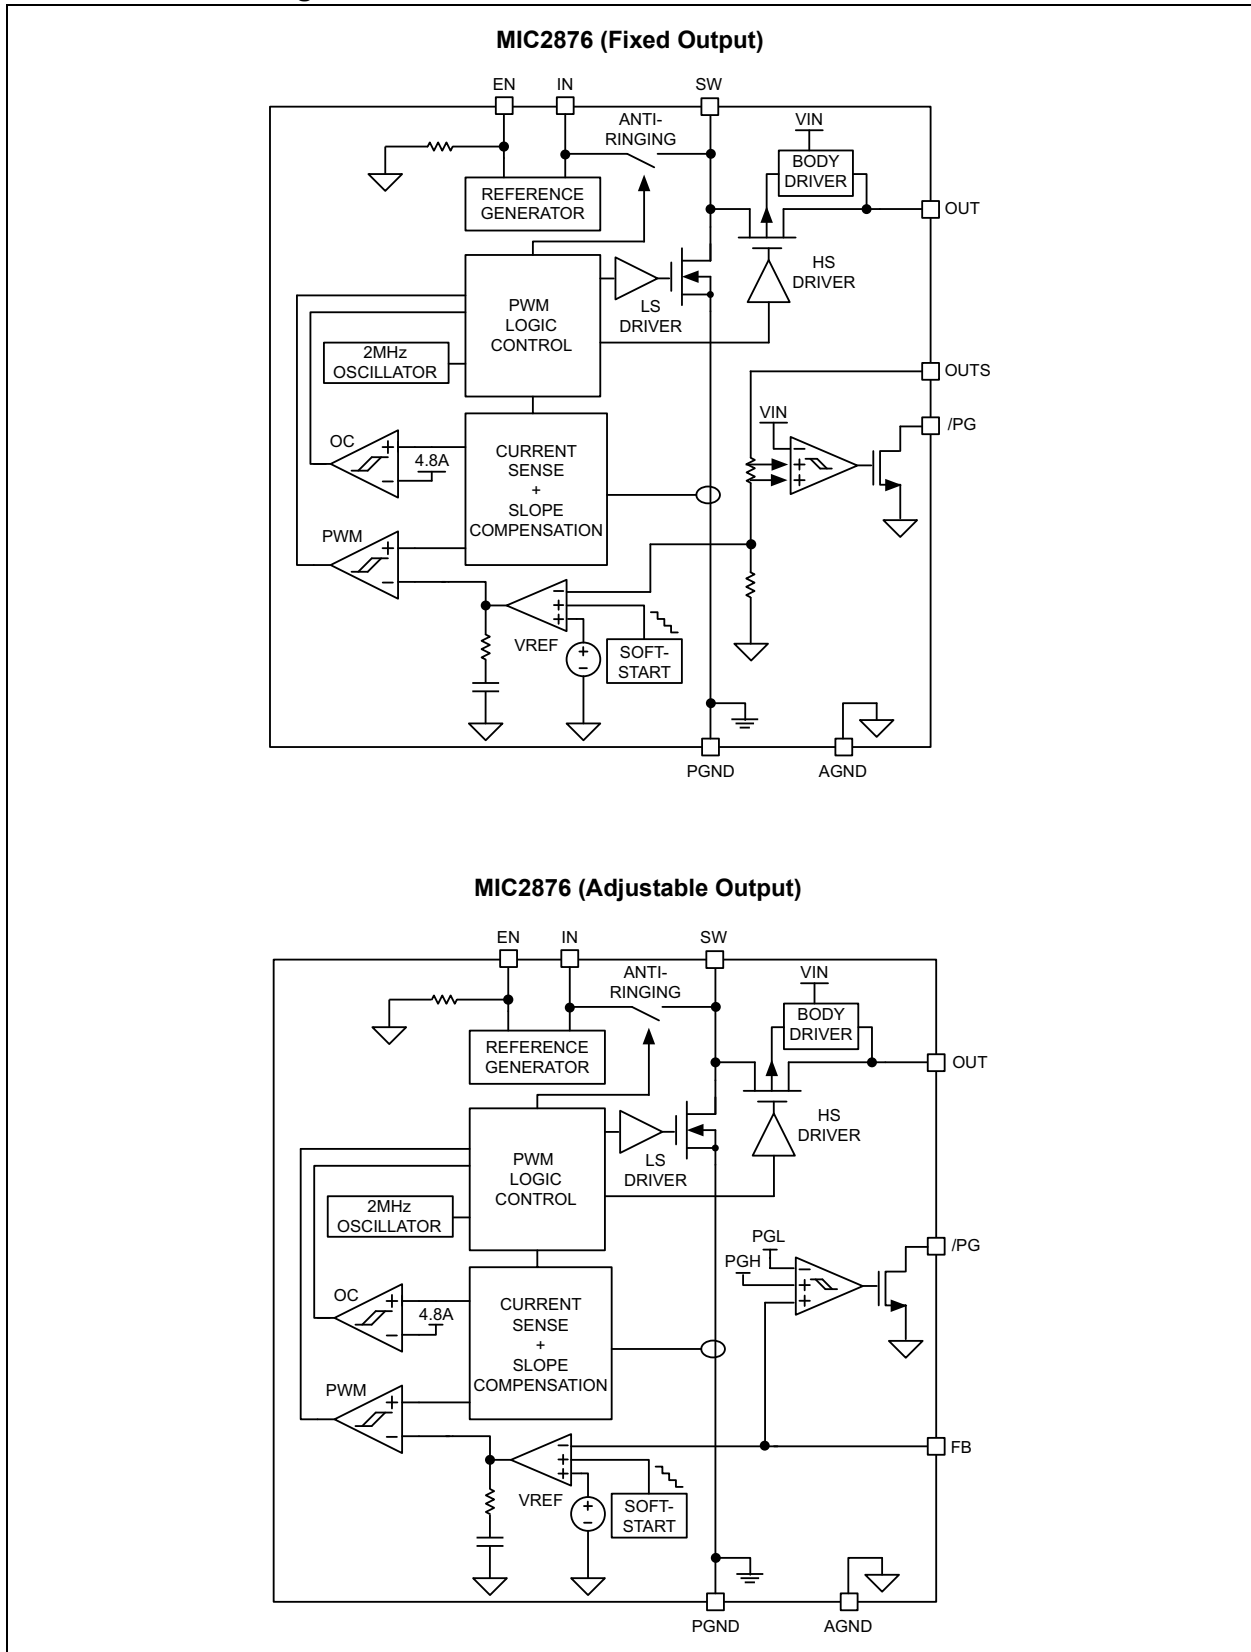 MIC2876 (Fixed Output)
EN
IN
SW
ANTI-
RINGING
VIN
BODY
DRIVER
REFERENCE
GENERATOR
OUT
HS
DRIVER
LS
DRIVER
PWM
LOGIC
CONTROL
2MHz
OSCILLATOR
OUTS
VIN
/PG
OC
+
−
4.8A
CURRENT
SENSE
+
SLOPE
COMPENSATION
−
+
+
PWM
+
−
−
+
+
VREF
+
−
SOFT-
START
PGND
AGND
MIC2876 (Adjustable Output)
EN
IN
SW
ANTI-
RINGING
VIN
BODY
DRIVER
REFERENCE
GENERATOR
OUT
HS
DRIVER
LS
DRIVER
PWM
LOGIC
CONTROL
2MHz
OSCILLATOR
PGL
PGH
−
+
+
/PG
OC
+
−
4.8A
CURRENT
SENSE
+
SLOPE
COMPENSATION
PWM
+
−
−
+
+
FB
VREF
+
−
SOFT-
START
PGND
AGND